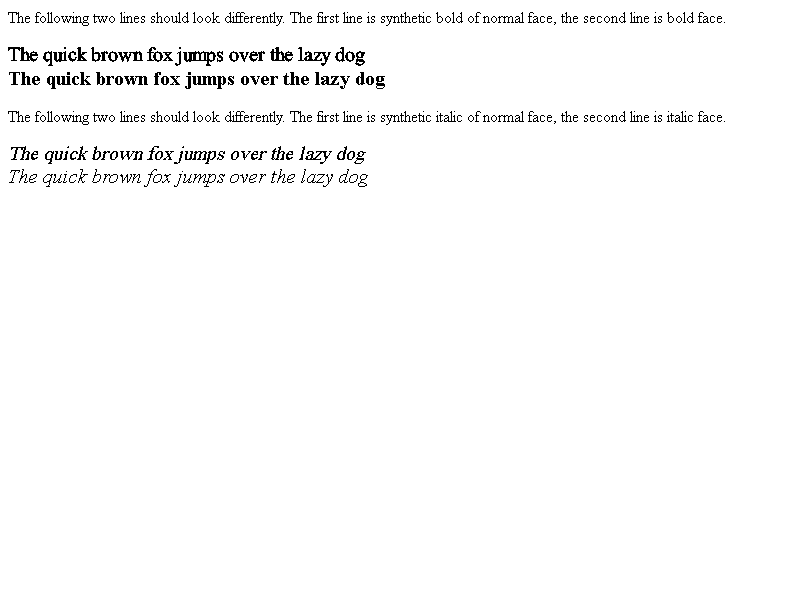 The following two lines should look differently. The first line is synthetic bold of normal face, the second line is bold face.
The quick brown fox jumps over the lazy dog
The quick brown fox jumps over the lazy dog
The following two lines should look differently. The first line is synthetic italic of normal face, the second line is italic face.
The quick brown fox jumps over the lazy dog
The quick brown fox jumps over the lazy dog